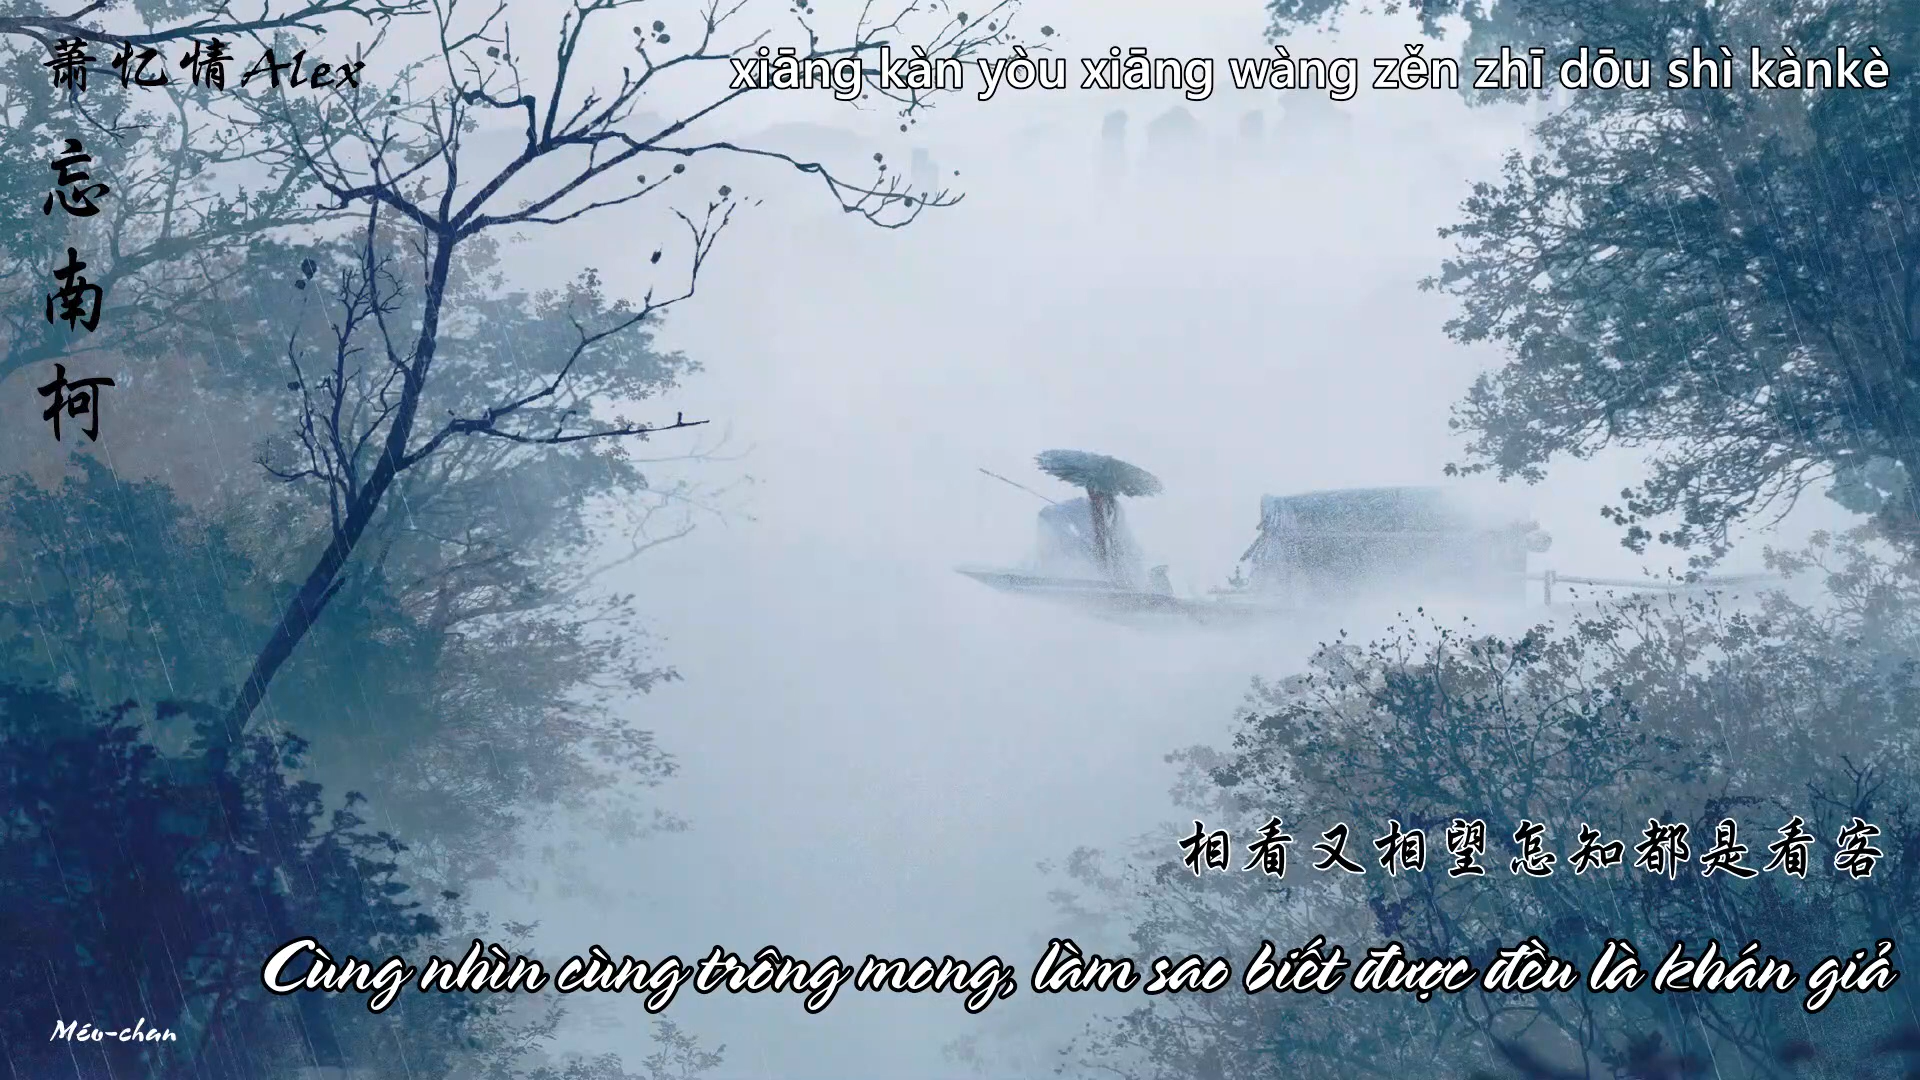 萧忆情Alex
xiāng kàn yòu xiāng wàng zěn zhī dōu shì kànkè
忘南柯
相看又相望怎知都是看客
Cùng nhìn cùng trông mong, làm sao biết được đều là khán giả
Méo-chan